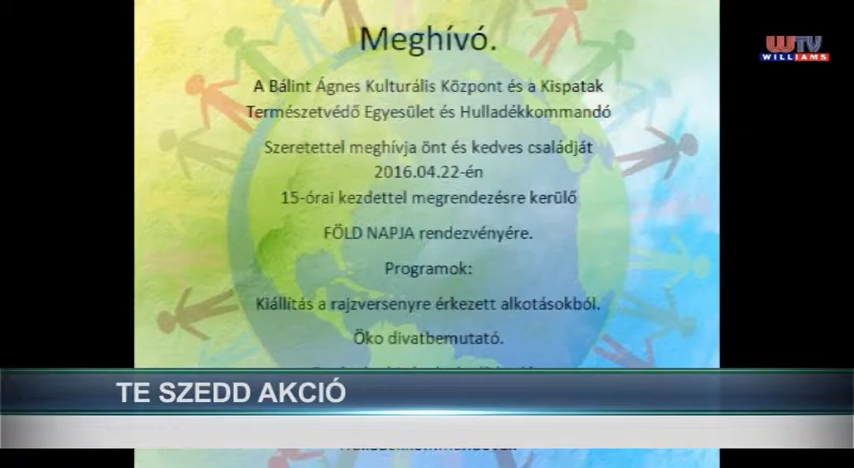 Meghívó.
WTV
WILLIAMS
A Bálint Ágnes Kulturális Központ és a Kispatak
Természetvédő Egyesület és Hulladékkommandó
Szeretettel meghívja önt és kedves családját
2016.04.22-én
15-órai kezdettel megrendezésre kerülő
FÖLD NAPJA rendezvényére.
Programok:
Kiállítás a rajzversenyre érkezett alkotásokból.
Öko divatbemutató.
TE SZEDD AKCIÓ